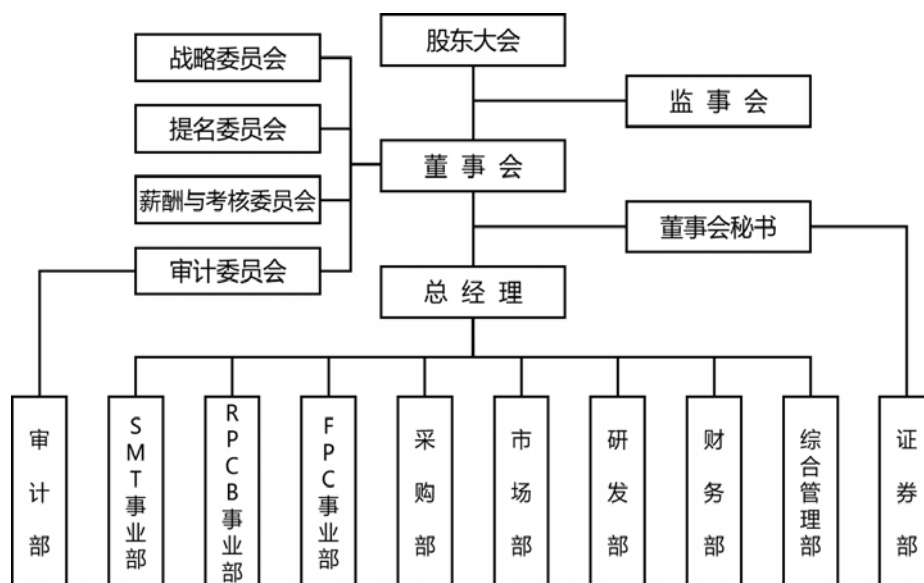 股东大会
战略委员会
监事会
提名委员会
董事会
薪酬与考核委员会
董事会秘书
审计委员会
总经理
审计部
SMT事业部
RPCB事业部
FPC事业部
采购部
市场部
研发部
财务部
综合管理部
证券部